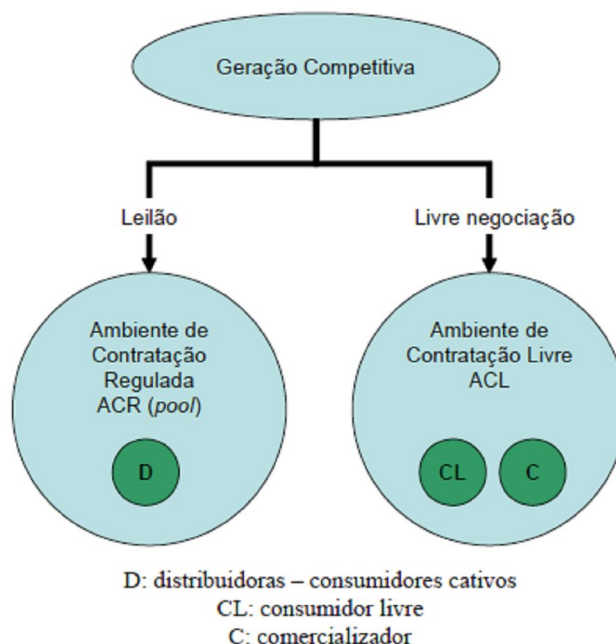 Geração Competitiva
Leilão
Livre negociação
Ambiente de
Contratação
Regulada
ACR (pool)
D
Ambiente de
Contratação Livre
ACL
CL
C
D: distribuidoras – consumidores cativos
CL: consumidor livre
C: comercializador